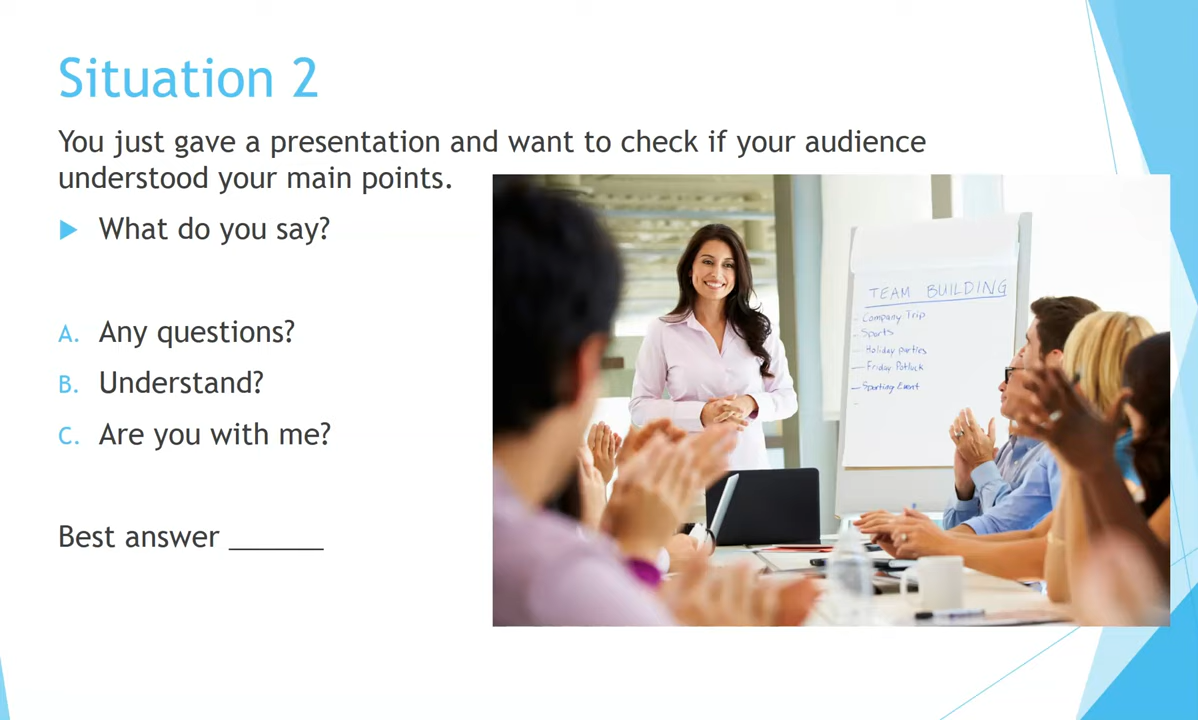 Situation 2
You just gave a presentation and want to check if your audience
understood your main points.
What do you say?
A. Any questions?
B. Understand?
C. Are you with me?
Best answer ______
TEAM BUILDING
- Company Trip
- Sports
- Holiday parties
- Friday Potluck
- Sporting Event
-